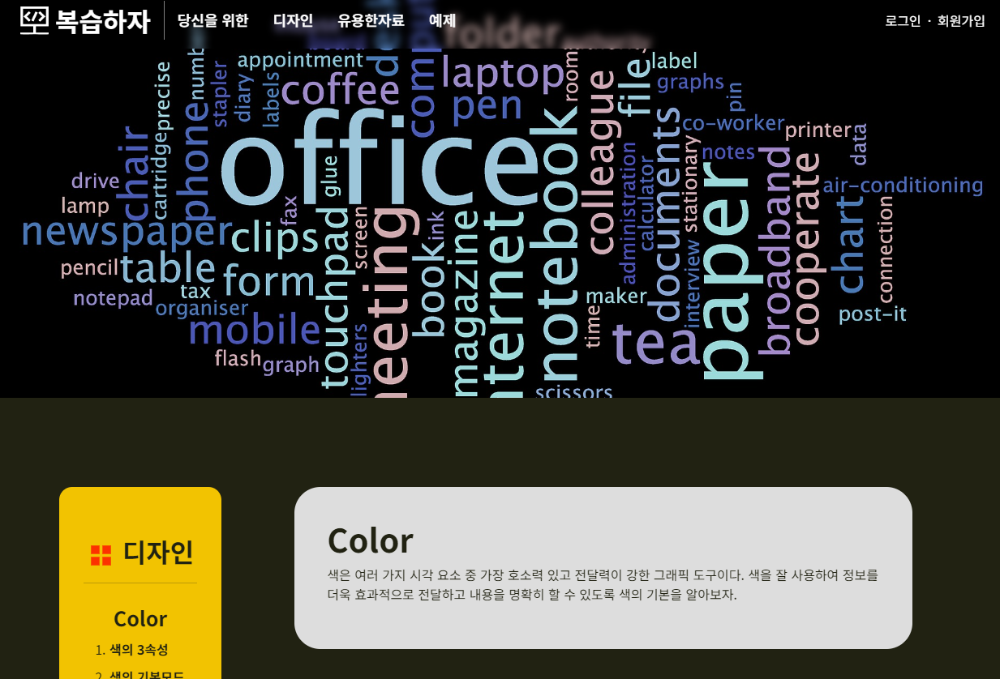 복습하자
당신을 위한 디자인 유용한자료 예제
로그인 · 회원가입
folder
authority
board
appointment
coffee
laptop
pen
file
label
graphs
pin
room
colleague
co-worker
printer
data
notes
precise
stapler
diary
labels
phone
chair
cartridge
office
glue
fax
notebook
documents
stationary
administration
calculator
paper
broadband
cooperate
air-conditioning
chart
connection
drive
lamp
newspaper
clips
screen
ink
book
magazine
touchpad
pencil
table
form
tax
notepad
organiser
mobile
flash
graph
maker
time
tea
interview
post-it
scissors
디자인
Color
1. 색의 3속성
2. 색의 기본모드
Color
색은 여러 가지 시각 요소 중 가장 호소력 있고 전달력이 강한 그래픽 도구이다. 색을 잘 사용하여 정보를
더욱 효과적으로 전달하고 내용을 명확히 할 수 있도록 색의 기본을 알아보자.